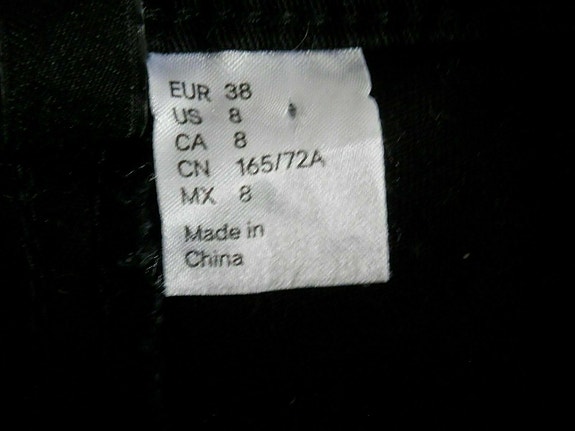 EUR 38
US 8
CA 8
CN 165/72A
MX 8
Made in
China